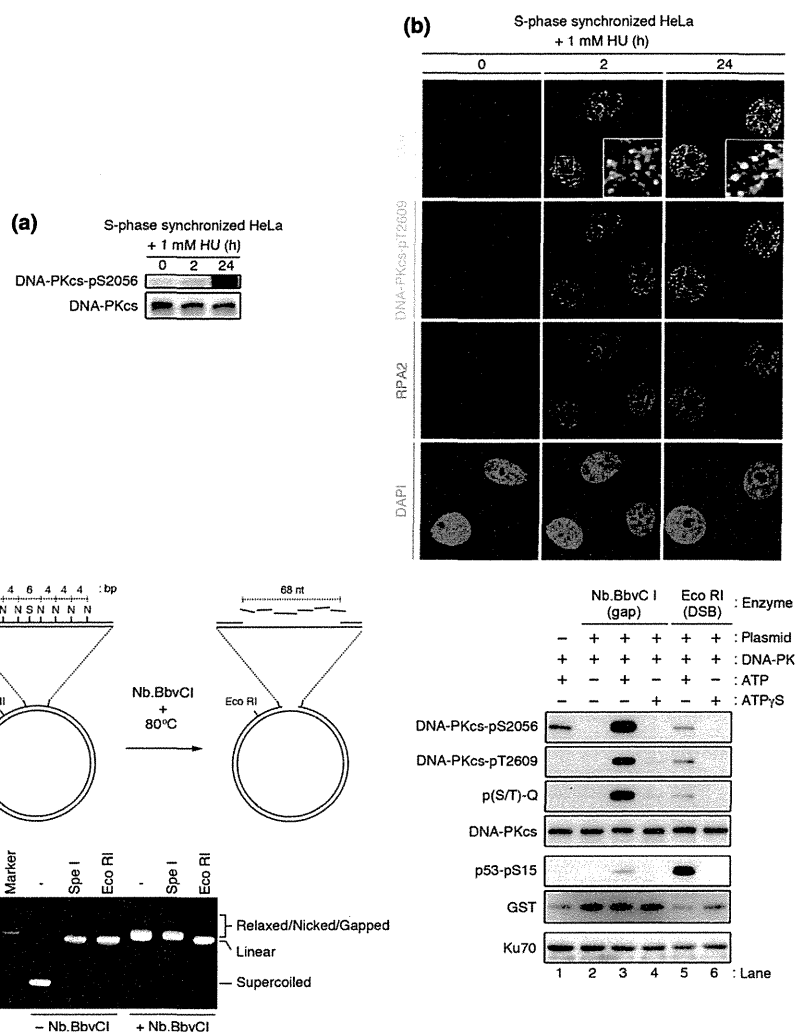 (a)
S-phase synchronized HeLa
+ 1 mM HU (h)
0 2 24
DNA-PKcs-pS2056
DNA-PKcs
(b)
S-phase synchronized HeLa
+ 1 mM HU (h)
0 2 24
DNA-PKcs-pT2609
RPA2
DAPI
4 6 4 4 4 : bp
N N S N N N N
68 nt
Eco RI
Nb.BbvCI
+
80°C
Marker
- Spe I Eco RI - Spe I Eco RI
Relaxed/Nicked/Gapped
Linear
Supercoiled
– Nb.BbvCI + Nb.BbvCI
Nb.BbvC I (gap) Eco RI (DSB) : Enzyme
– + + + + + : Plasmid
+ + + + + + : DNA-PK
+ – + – + – : ATP
– – – + – + : ATPγS
DNA-PKcs-pS2056
DNA-PKcs-pT2609
p(S/T)-Q
DNA-PKcs
p53-pS15
GST
Ku70
1 2 3 4 5 6 : Lane